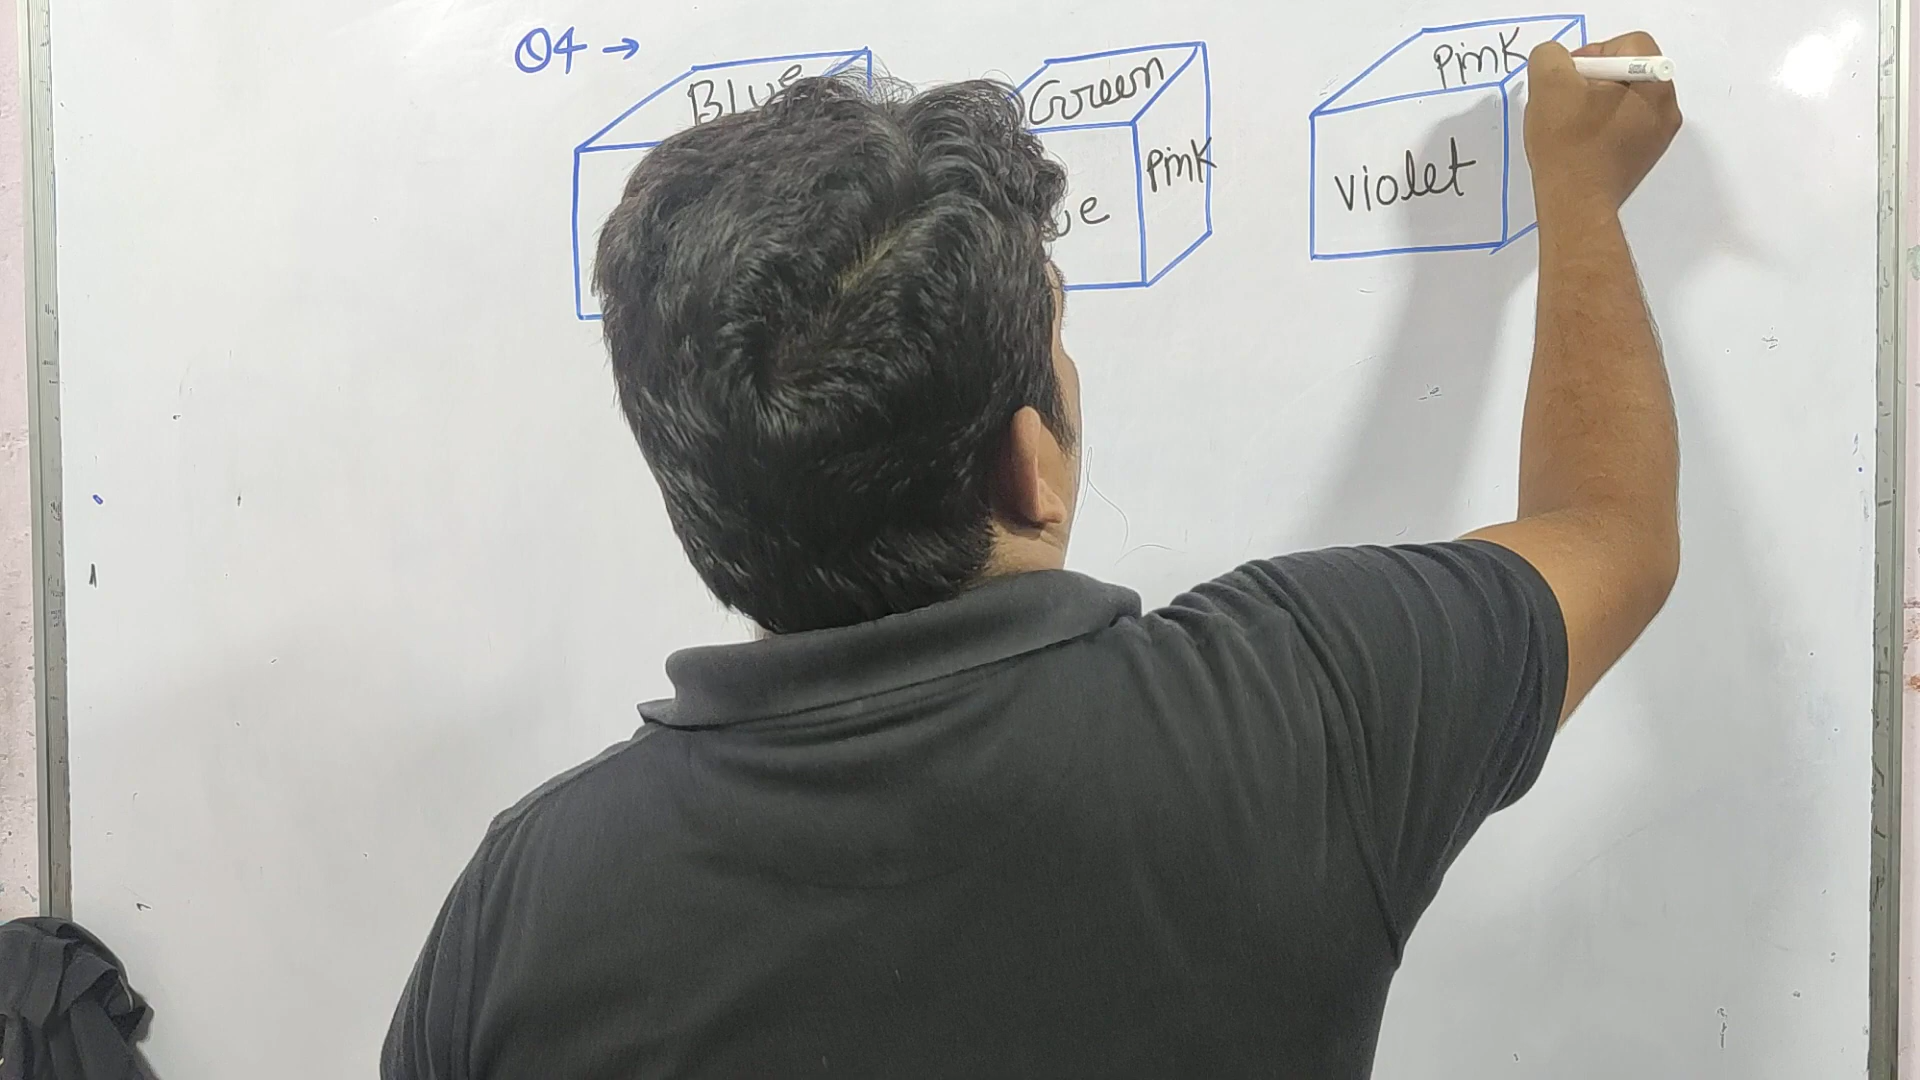 Q4 →
Blue
Green
Pink
Pink
violet